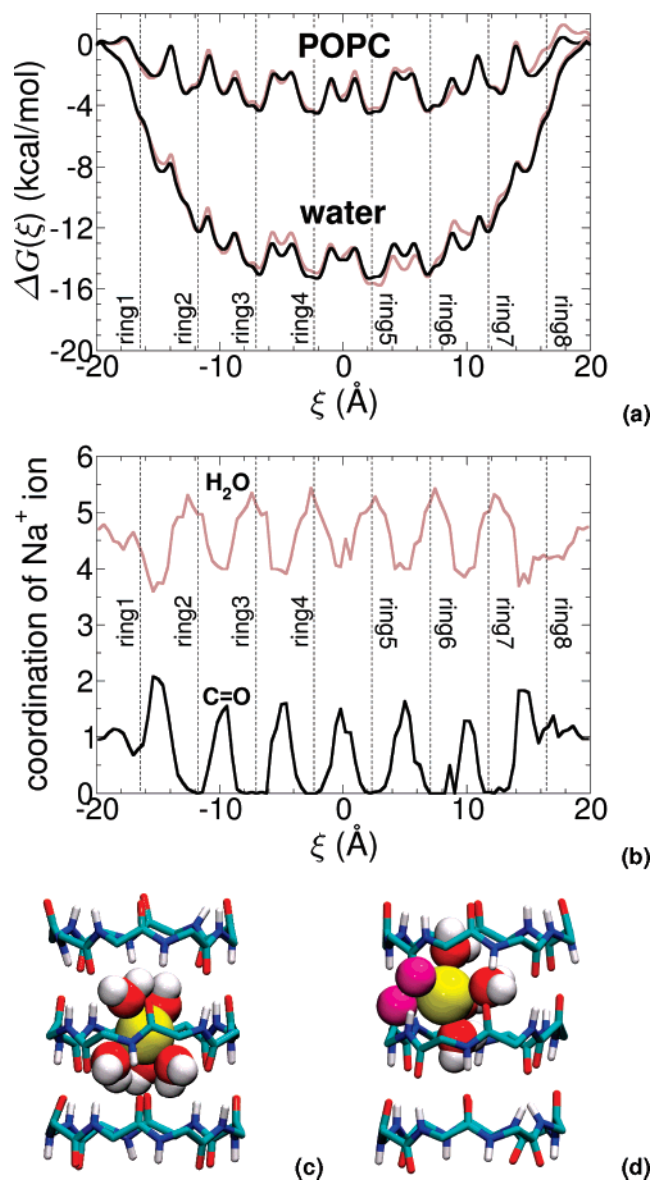 0
POPC
-4
-8
-12
water
-16
-20
ΔG(ξ) (kcal/mol)
ring1
ring2
ring3
ring4
ring5
ring6
ring7
ring8
-20
-10
0
10
20
ξ (Å)
(a)
6
H₂O
5
4
3
2
C=O
1
0
coordination of Na⁺ ion
ring1
ring2
ring3
ring4
ring5
ring6
ring7
ring8
-20
-10
0
10
20
ξ (Å)
(b)
(c)
(d)